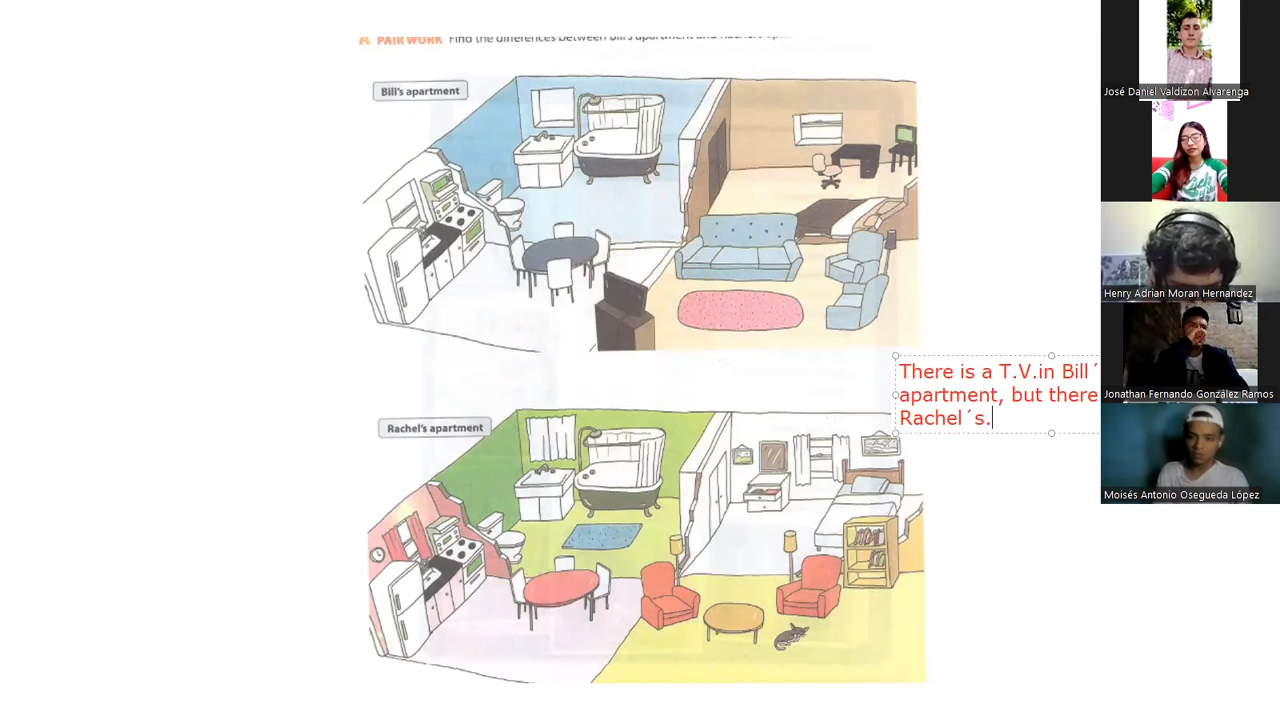 A PAIR WORK Find the differences between Bill's apartment and Rachel's
Bill's apartment
There is a T.V.in Bill´
apartment, but there
Rachel´s.
Rachel's apartment
José Daniel Valdizon Alvarenga
Henry Adrian Moran Hernandez
Jonathan Fernando González Ramos
Moisés Antonio Osegueda López